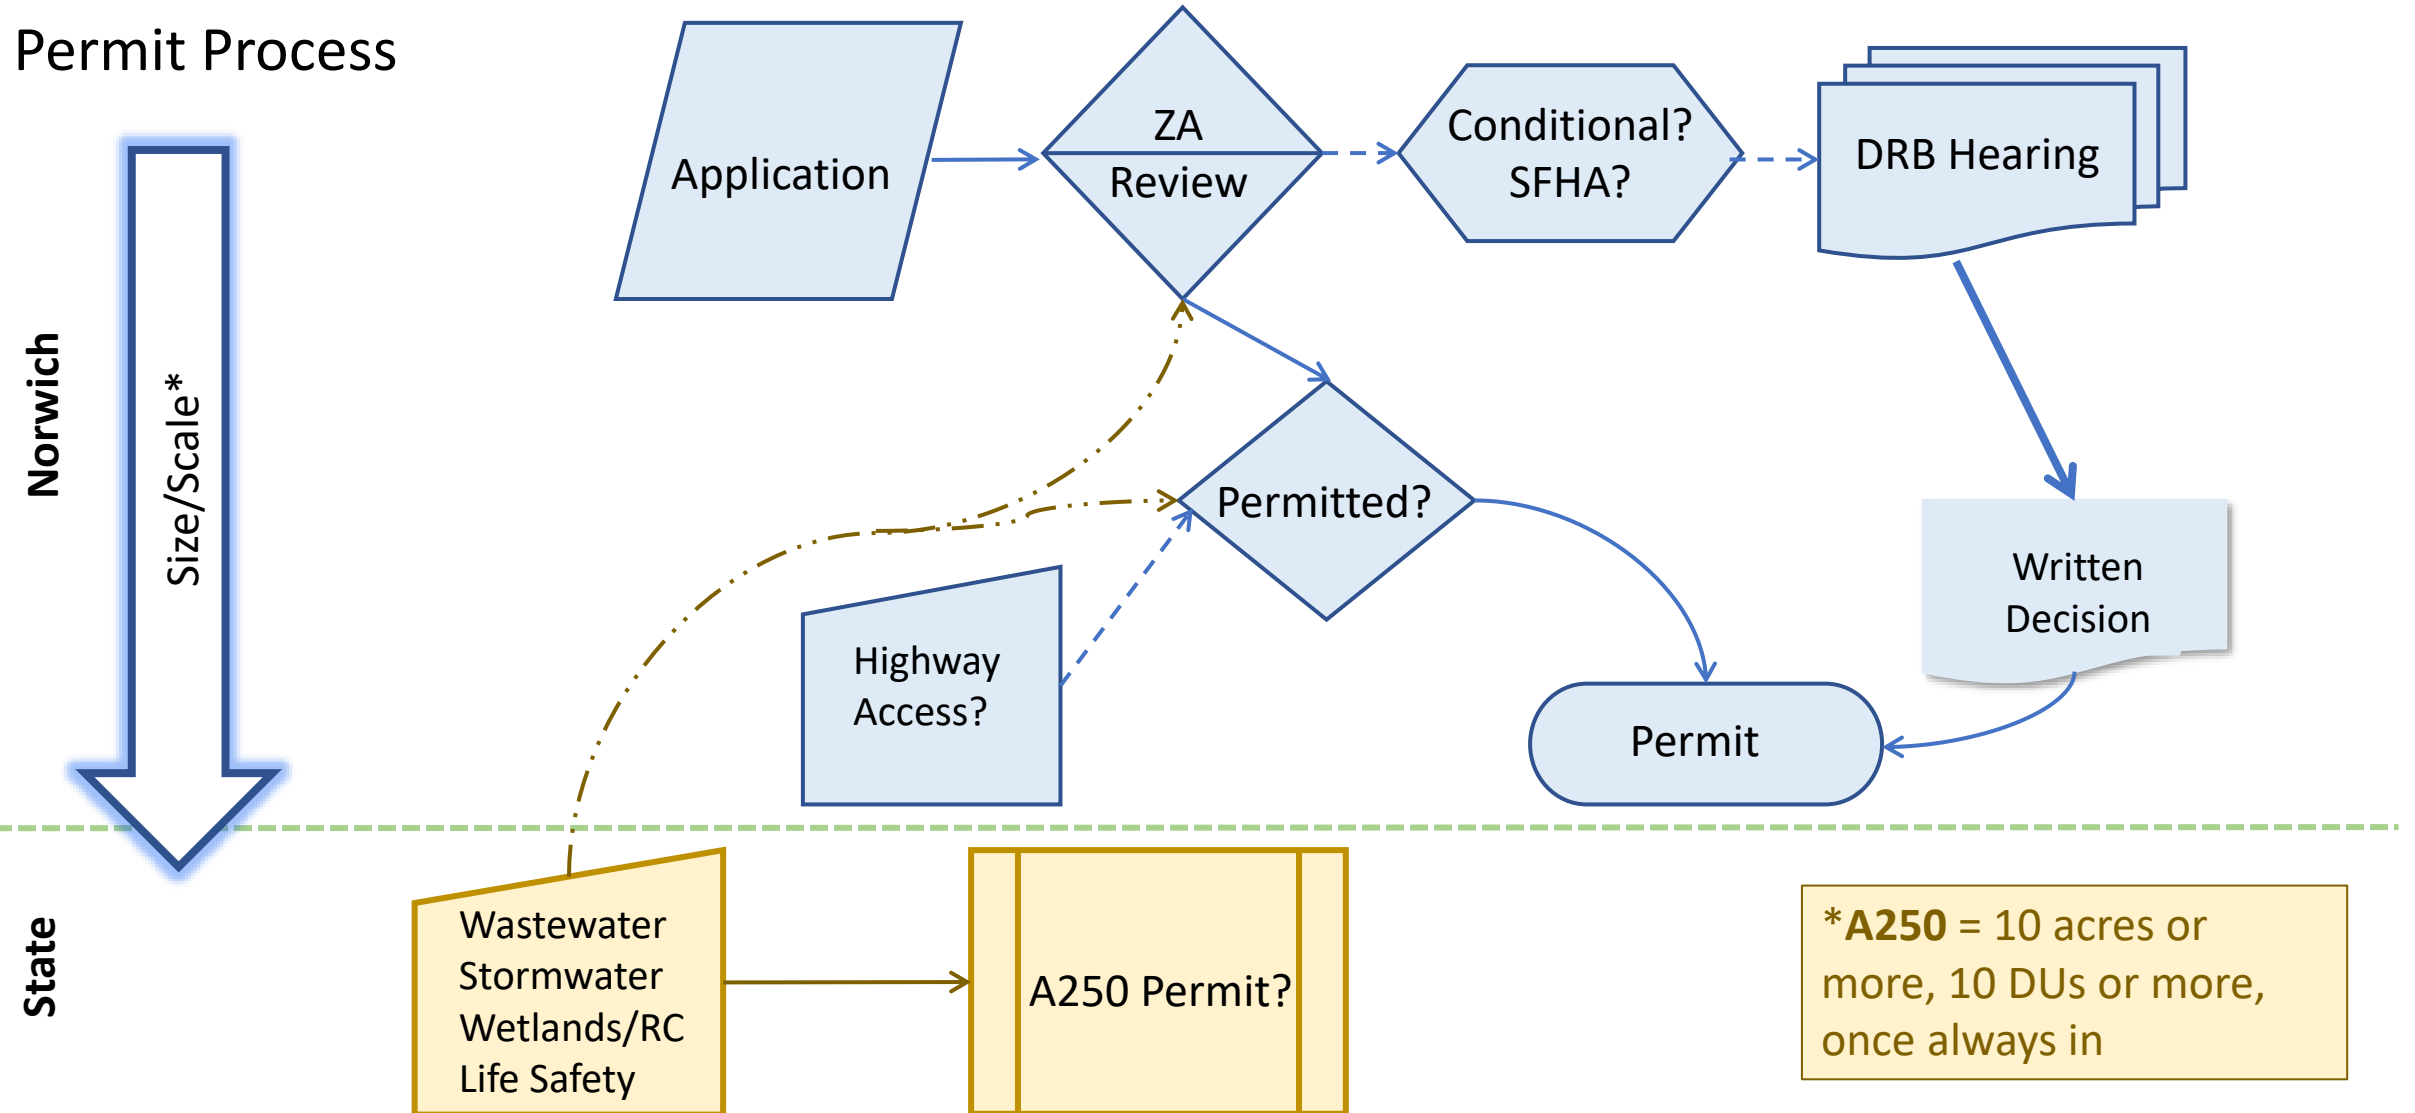 Permit Process
Norwich
Size/Scale*
Application
ZA
Review
Conditional?
SFHA?
DRB Hearing
Permitted?
Highway
Access?
Written
Decision
Permit
State
Wastewater
Stormwater
Wetlands/RC
Life Safety
A250 Permit?
*A250 = 10 acres or
more, 10 DUs or more,
once always in